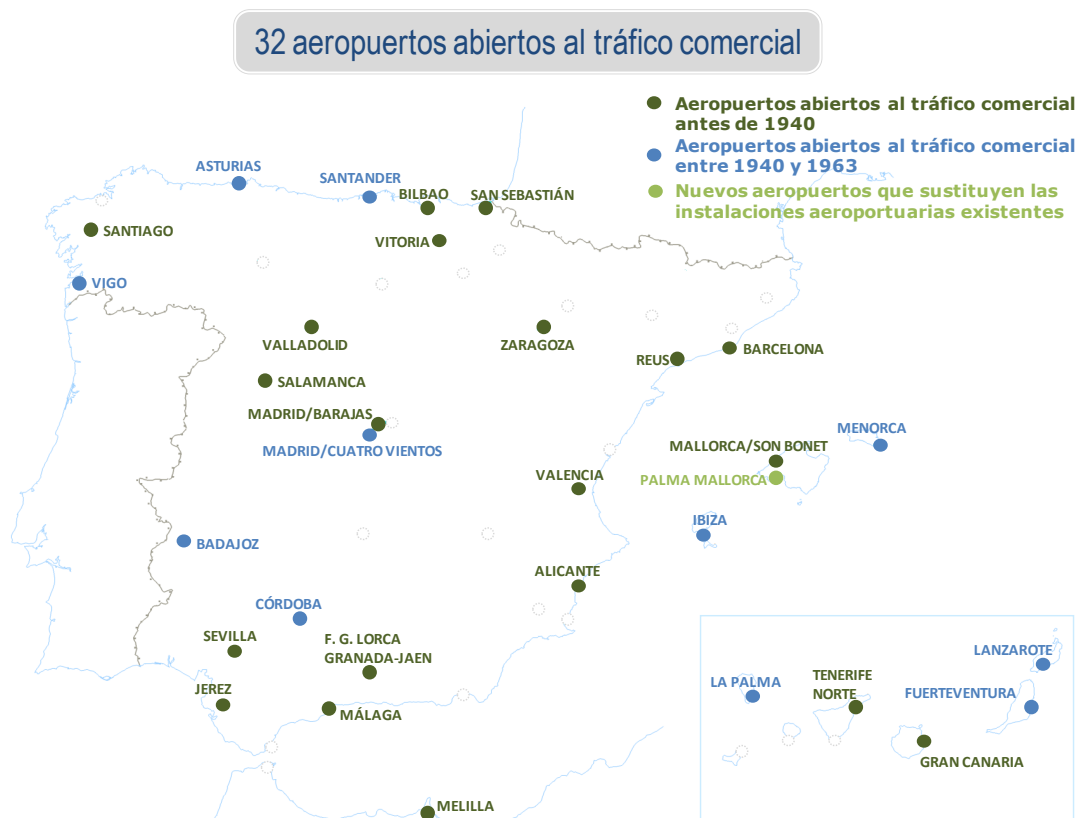 32 aeropuertos abiertos al tráfico comercial
Aeropuertos abiertos al tráfico comercial
antes de 1940
Aeropuertos abiertos al tráfico comercial
entre 1940 y 1963
Nuevos aeropuertos que sustituyen las
instalaciones aeroportuarias existentes
ASTURIAS
SANTANDER
BILBAO
SAN SEBASTIÁN
SANTIAGO
VITORIA
VIGO
VALLADOLID
ZARAGOZA
BARCELONA
REUS
SALAMANCA
MADRID/BARAJAS
MADRID/CUATRO VIENTOS
MENORCA
MALLORCA/SON BONET
PALMA MALLORCA
VALENCIA
IBIZA
BADAJOZ
ALICANTE
CÓRDOBA
SEVILLA
F. G. LORCA
GRANADA-JAEN
JEREZ
MÁLAGA
LANZAROTE
LA PALMA
TENERIFE
NORTE
FUERTEVENTURA
GRAN CANARIA
MELILLA